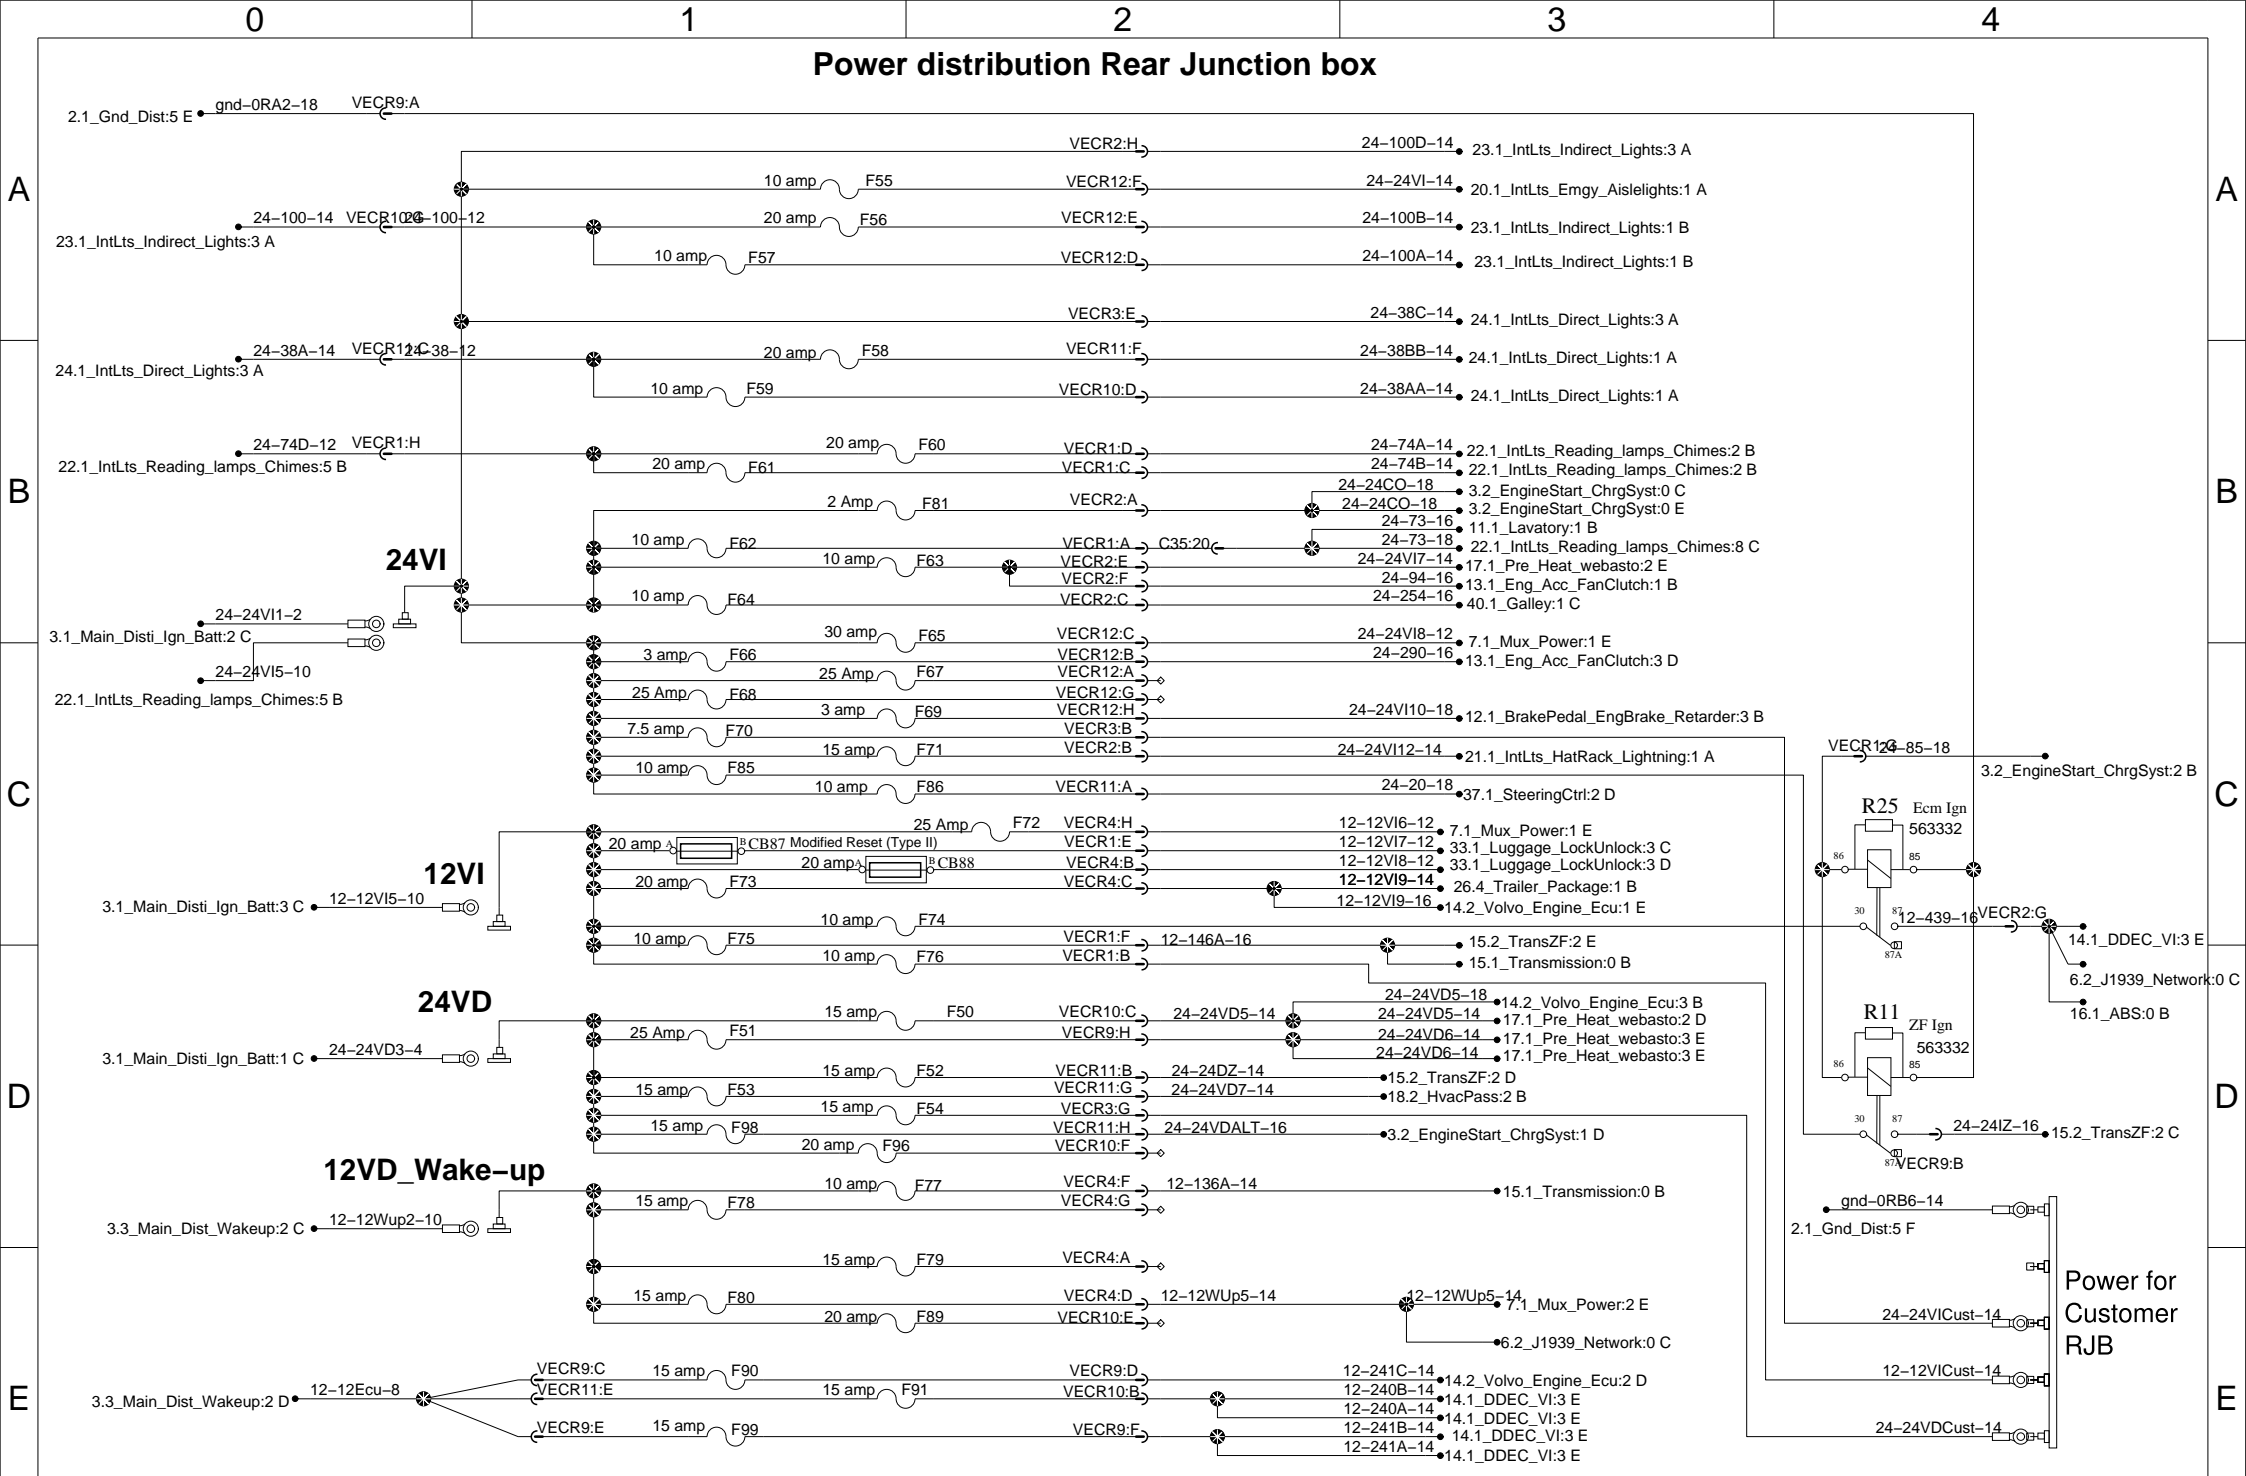 0 1 2 3 4
Power distribution Rear Junction box
2.1_Gnd_Dist:5 E gnd−0RA2−18 VECR9:A
VECR2:H 24−100D−14 23.1_IntLts_Indirect_Lights:3 A
A 10 amp F55 VECR12:F 24−24VI−14 20.1_IntLts_Emgy_Aislelights:1 A A
24−100−14 VECR10:G 24−100−12 20 amp F56 VECR12:E 24−100B−14 23.1_IntLts_Indirect_Lights:1 B
23.1_IntLts_Indirect_Lights:3 A
10 amp F57 VECR12:D 24−100A−14 23.1_IntLts_Indirect_Lights:1 B
VECR3:E 24−38C−14 24.1_IntLts_Direct_Lights:3 A
24−38A−14 VECR11:C 24−38−12 20 amp F58 VECR11:F 24−38BB−14 24.1_IntLts_Direct_Lights:1 A
24.1_IntLts_Direct_Lights:3 A
10 amp F59 VECR10:D 24−38AA−14 24.1_IntLts_Direct_Lights:1 A
24−74D−12 VECR1:H 20 amp F60 VECR1:D 24−74A−14 22.1_IntLts_Reading_lamps_Chimes:2 B
22.1_IntLts_Reading_lamps_Chimes:5 B 20 amp F61 VECR1:C 24−74B−14 22.1_IntLts_Reading_lamps_Chimes:2 B
B 24−24CO−18 3.2_EngineStart_ChrgSyst:0 C B
2 Amp F81 VECR2:A 24−24CO−18 3.2_EngineStart_ChrgSyst:0 E
24−73−16 11.1_Lavatory:1 B
10 amp F62 VECR1:A C35:20 24−73−18 22.1_IntLts_Reading_lamps_Chimes:8 C
24VI 10 amp F63 VECR2:E 24−24VI7−14 17.1_Pre_Heat_webasto:2 E
VECR2:F 24−94−16 13.1_Eng_Acc_FanClutch:1 B
10 amp F64 VECR2:C 24−254−16 40.1_Galley:1 C
24−24VI1−2
3.1_Main_Disti_Ign_Batt:2 C 30 amp F65 VECR12:C 24−24VI8−12 7.1_Mux_Power:1 E
3 amp F66 VECR12:B 24−290−16 13.1_Eng_Acc_FanClutch:3 D
24−24VI5−10 25 Amp F67 VECR12:A
22.1_IntLts_Reading_lamps_Chimes:5 B 25 Amp F68 VECR12:G
3 amp F69 VECR12:H 24−24VI10−18 12.1_BrakePedal_EngBrake_Retarder:3 B
7.5 amp F70 VECR3:B
15 amp F71 VECR2:B 24−24VI12−14 21.1_IntLts_HatRack_Lightning:1 A VECR1:G 24−85−18
10 amp F85 3.2_EngineStart_ChrgSyst:2 B
C 10 amp F86 VECR11:A 24−20−18 37.1_SteeringCtrl:2 D C
R25 Ecm Ign
563332
25 Amp F72 VECR4:H 12−12VI6−12 7.1_Mux_Power:1 E
20 amp A B CB87 Modified Reset (Type II) VECR1:E 12−12VI7−12 33.1_Luggage_LockUnlock:3 C
12VI 20 amp A B CB88 VECR4:B 12−12VI8−12 33.1_Luggage_LockUnlock:3 D 86 85
20 amp F73 VECR4:C 12−12VI9−14 26.4_Trailer_Package:1 B
3.1_Main_Disti_Ign_Batt:3 C 12−12VI5−10 12−12VI9−16 14.2_Volvo_Engine_Ecu:1 E
10 amp F74 30 87 12−439−16 VECR2:G
10 amp F75 VECR1:F 12−146A−16 15.2_TransZF:2 E 87A 14.1_DDEC_VI:3 E
10 amp F76 VECR1:B 15.1_Transmission:0 B
6.2_J1939_Network:0 C
24VD 24−24VD5−18 14.2_Volvo_Engine_Ecu:3 B
15 amp F50 VECR10:C 24−24VD5−14 24−24VD5−14 17.1_Pre_Heat_webasto:2 D 16.1_ABS:0 B
25 Amp F51 VECR9:H 24−24VD6−14 17.1_Pre_Heat_webasto:3 E R11 ZF Ign
3.1_Main_Disti_Ign_Batt:1 C 24−24VD3−4 24−24VD6−14 17.1_Pre_Heat_webasto:3 E 563332
15 amp F52 VECR11:B 24−24DZ−14 15.2_TransZF:2 D 86 85
D 15 amp F53 VECR11:G 24−24VD7−14 18.2_HvacPass:2 B D
15 amp F54 VECR3:G
15 amp F98 VECR11:H 24−24VDALT−16 3.2_EngineStart_ChrgSyst:1 D 30 87 24−24IZ−16 15.2_TransZF:2 C
20 amp F96 VECR10:F 87A VECR9:B
12VD_Wake−up
10 amp F77 VECR4:F 12−136A−14 15.1_Transmission:0 B
15 amp F78 VECR4:G gnd−0RB6−14
3.3_Main_Dist_Wakeup:2 C 12−12Wup2−10 2.1_Gnd_Dist:5 F
15 amp F79 VECR4:A
Power for
Customer
RJB
15 amp F80 VECR4:D 12−12WUp5−14 12−12WUp5−14 7.1_Mux_Power:2 E
20 amp F89 VECR10:E 24−24VICust−14
6.2_J1939_Network:0 C
VECR9:C 15 amp F90 VECR9:D 12−241C−14 14.2_Volvo_Engine_Ecu:2 D 12−12VICust−14
E 3.3_Main_Dist_Wakeup:2 D 12−12Ecu−8 VECR11:E 15 amp F91 VECR10:B 12−240B−14 14.1_DDEC_VI:3 E E
12−240A−14 14.1_DDEC_VI:3 E
VECR9:E 15 amp F99 VECR9:F 12−241B−14 14.1_DDEC_VI:3 E 24−24VDCust−14
12−241A−14 14.1_DDEC_VI:3 E